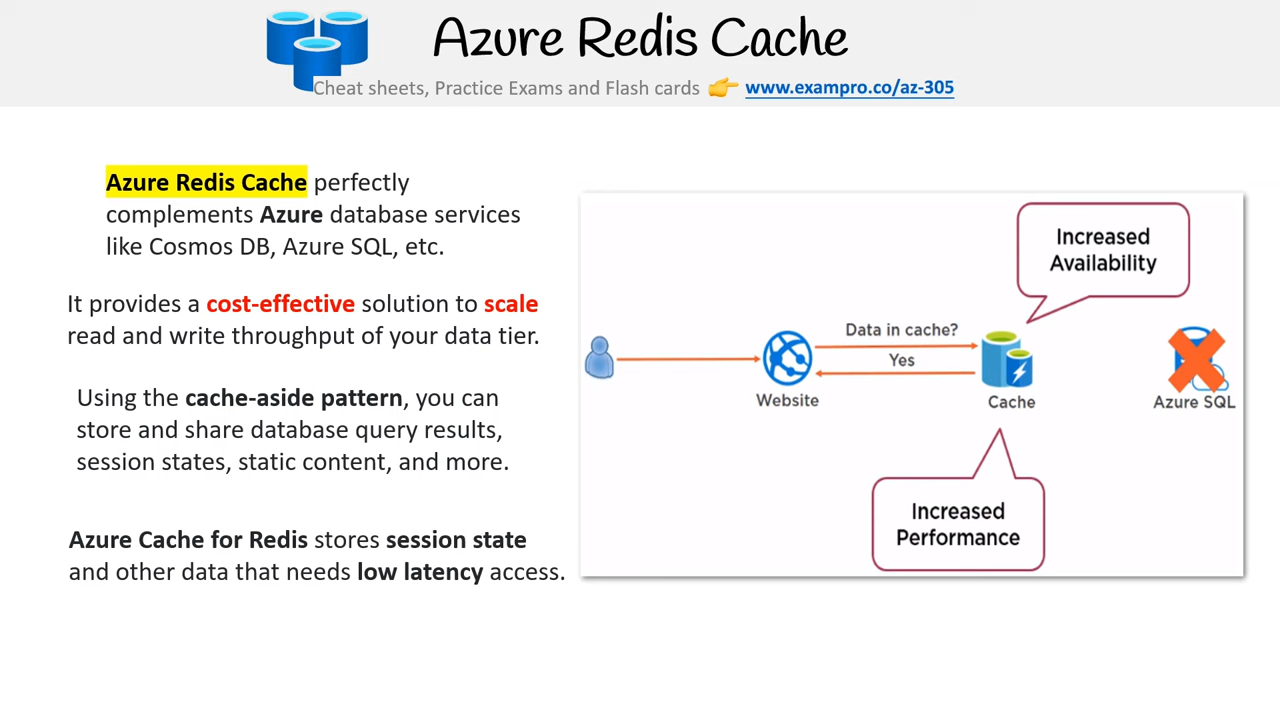 Azure Redis Cache
Cheat sheets, Practice Exams and Flash cards 👉 www.exampro.co/az-305
Azure Redis Cache perfectly
complements Azure database services
like Cosmos DB, Azure SQL, etc.
It provides a cost-effective solution to scale
read and write throughput of your data tier.
Using the cache-aside pattern, you can
store and share database query results,
session states, static content, and more.
Azure Cache for Redis stores session state
and other data that needs low latency access.
Increased
Availability
Data in cache?
Yes
Website
Cache
Azure SQL
Increased
Performance